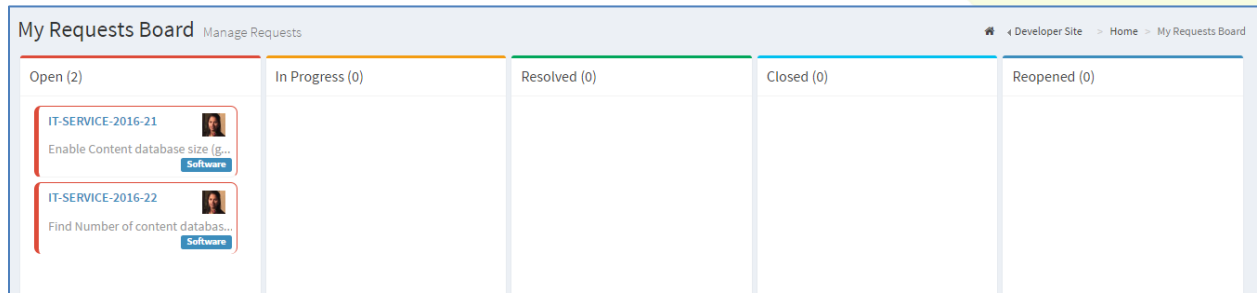 My Requests Board Manage Requests
Developer Site > Home > My Requests Board
Open (2)
In Progress (0)
Resolved (0)
Closed (0)
Reopened (0)
IT-SERVICE-2016-21
Enable Content database size (g...
Software
IT-SERVICE-2016-22
Find Number of content databas...
Software